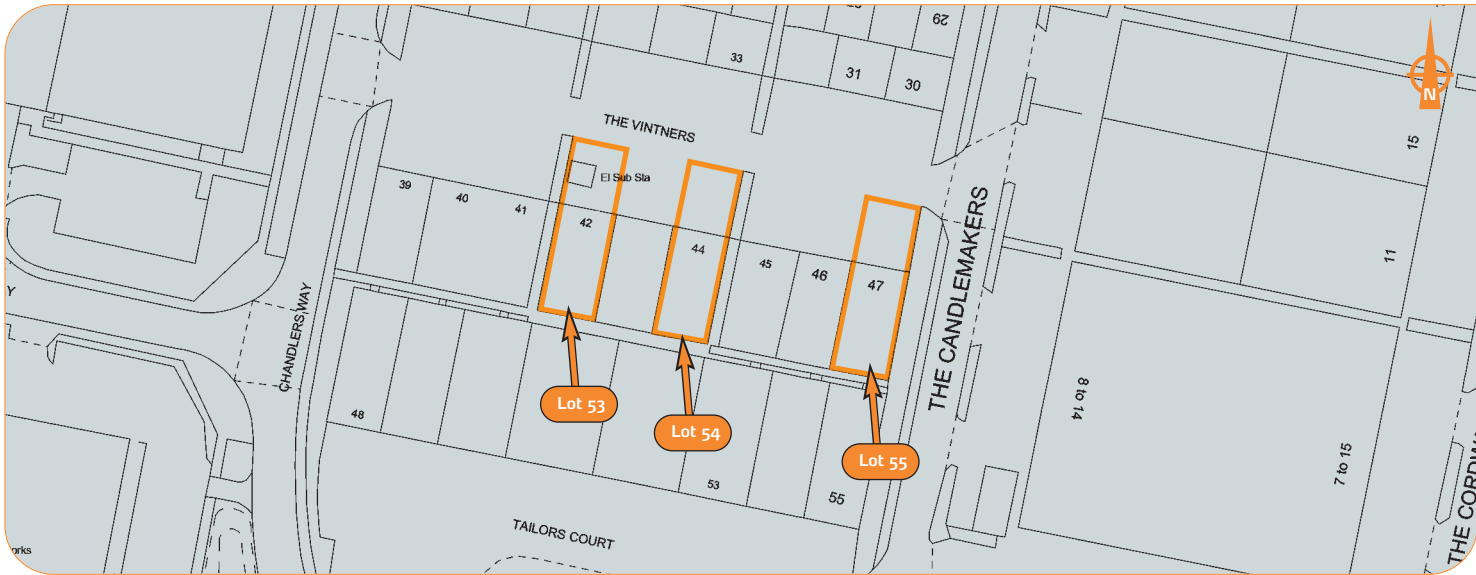 29
33
31
30
N
THE VINTNERS
15
El Sub Sta
39
40
41
42
44
45
46
47
THE CANDLEMAKERS
11
Y
CHANDLERS WAY
Lot 53
Lot 54
Lot 55
48
53
55
8 to 14
7 to 15
TAILORS COURT
THE CORDW
orks